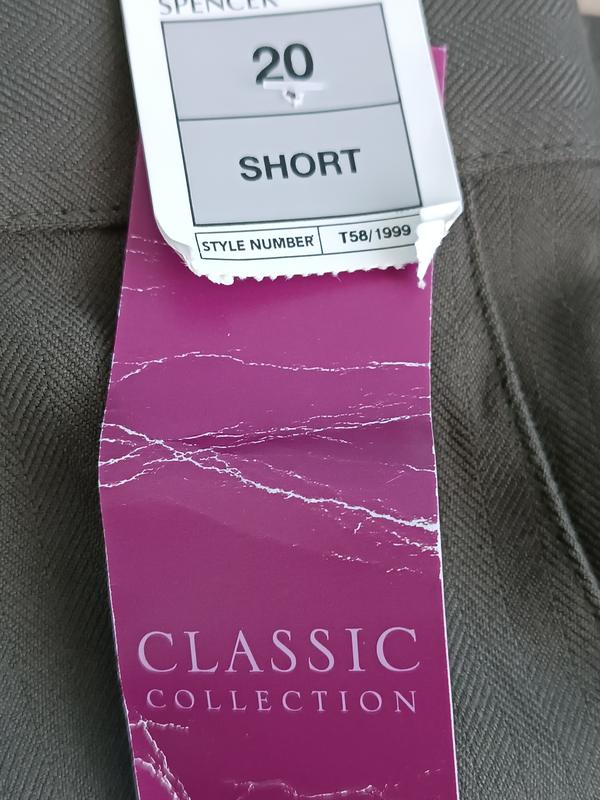 SPENCER
20
SHORT
STYLE NUMBER T58/1999
CLASSIC
COLLECTION